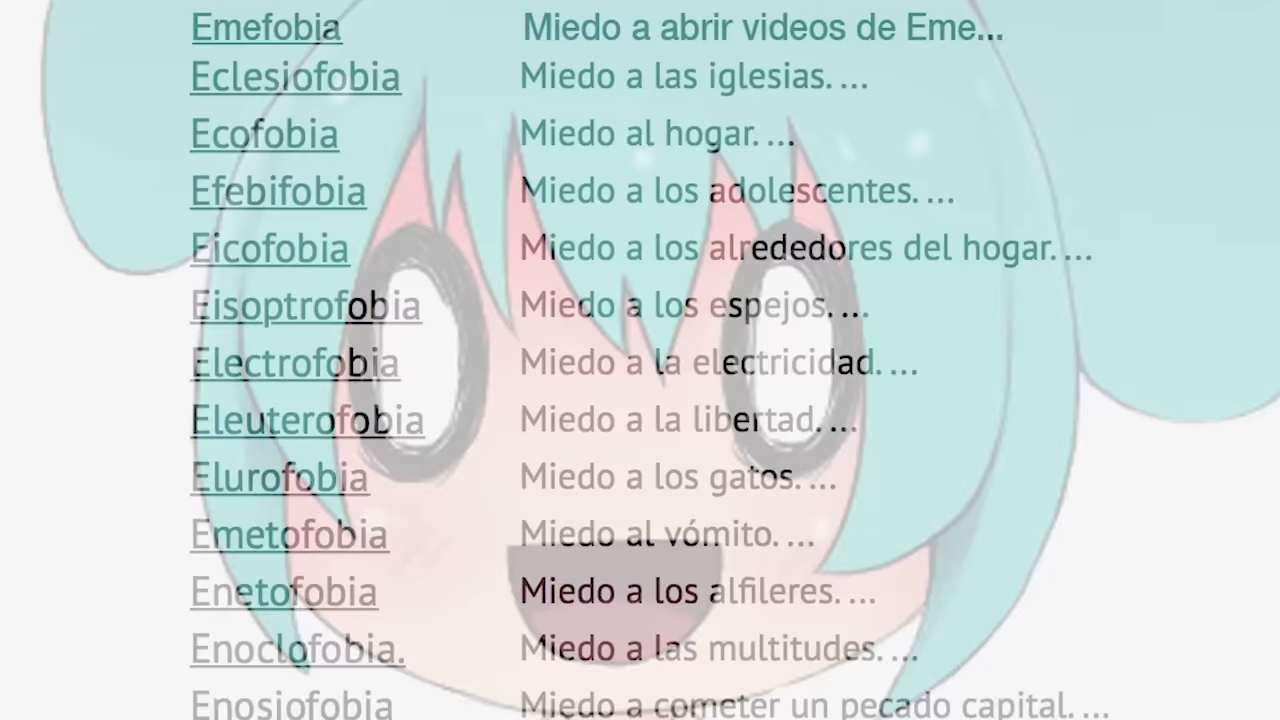 Emefobia Miedo a abrir videos de Eme...
Eclesiofobia Miedo a las iglesias. ...
Ecofobia Miedo al hogar. ...
Efebifobia Miedo a los adolescentes. ...
Eicofobia Miedo a los alrededores del hogar. ...
Eisoptrofobia Miedo a los espejos. ...
Electrofobia Miedo a la electricidad. ...
Eleuterofobia Miedo a la libertad. ...
Elurofobia Miedo a los gatos. ...
Emetofobia Miedo al vómito. ...
Enetofobia Miedo a los alfileres. ...
Enoclofobia. Miedo a las multitudes. ...
Enosiofobia Miedo a cometer un pecado capital. ...